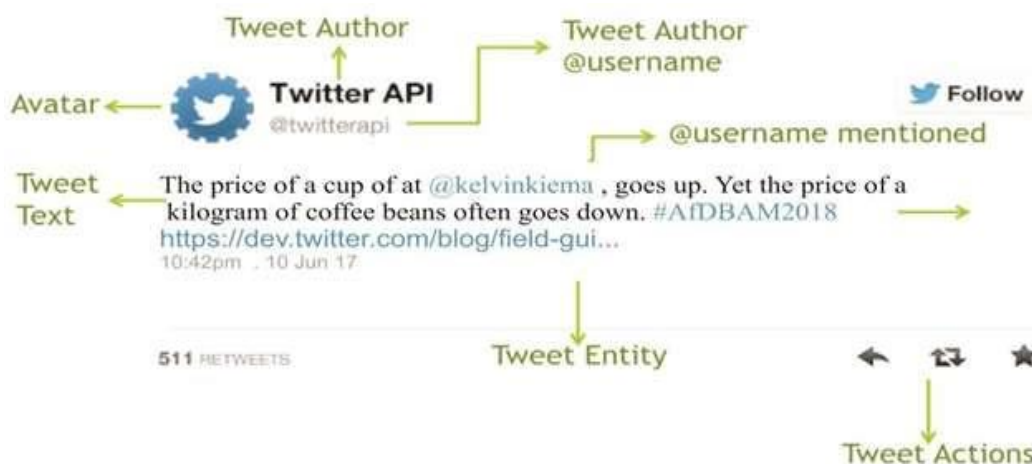 Tweet Author
Tweet Author
@username
Avatar
Twitter API
@twitterapi
Follow
@username mentioned
Tweet
Text
The price of a cup of at @kelvinkiema , goes up. Yet the price of a
kilogram of coffee beans often goes down. #AfDBAM2018
https://dev.twitter.com/blog/field-gui...
10:42pm . 10 Jun 17
511 RETWEETS
Tweet Entity
Tweet Actions